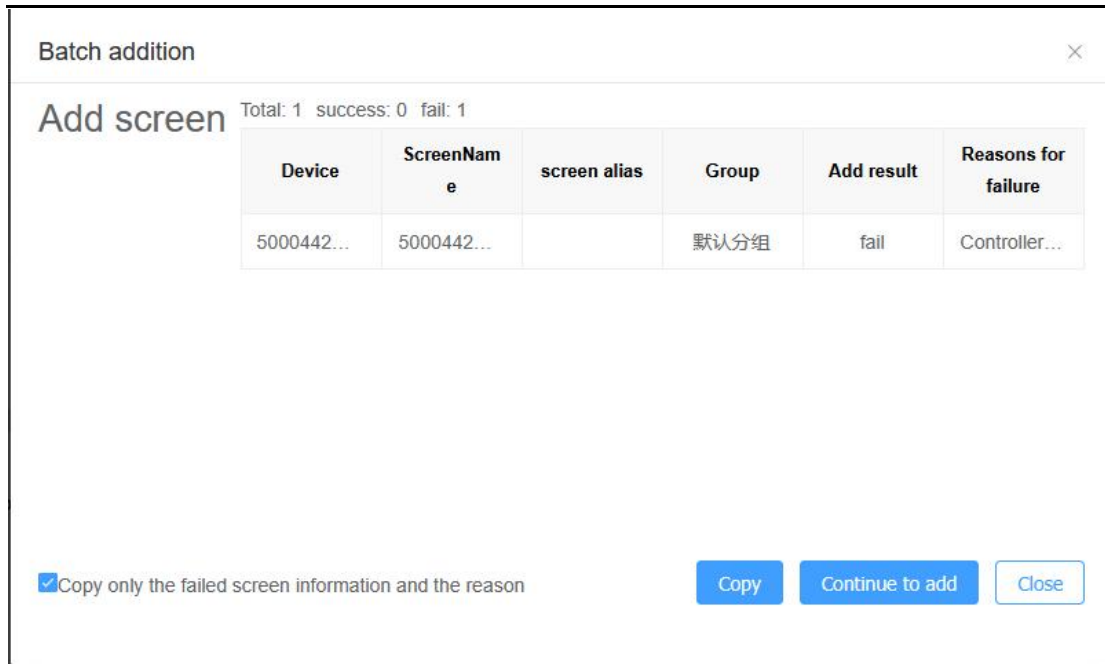 Batch addition
Add screen
Total: 1 success: 0 fail: 1
Device ScreenNam
e screen alias Group Add result Reasons for
failure
5000442... 5000442... 默认分组 fail Controller...
Copy only the failed screen information and the reason
Copy Continue to add Close